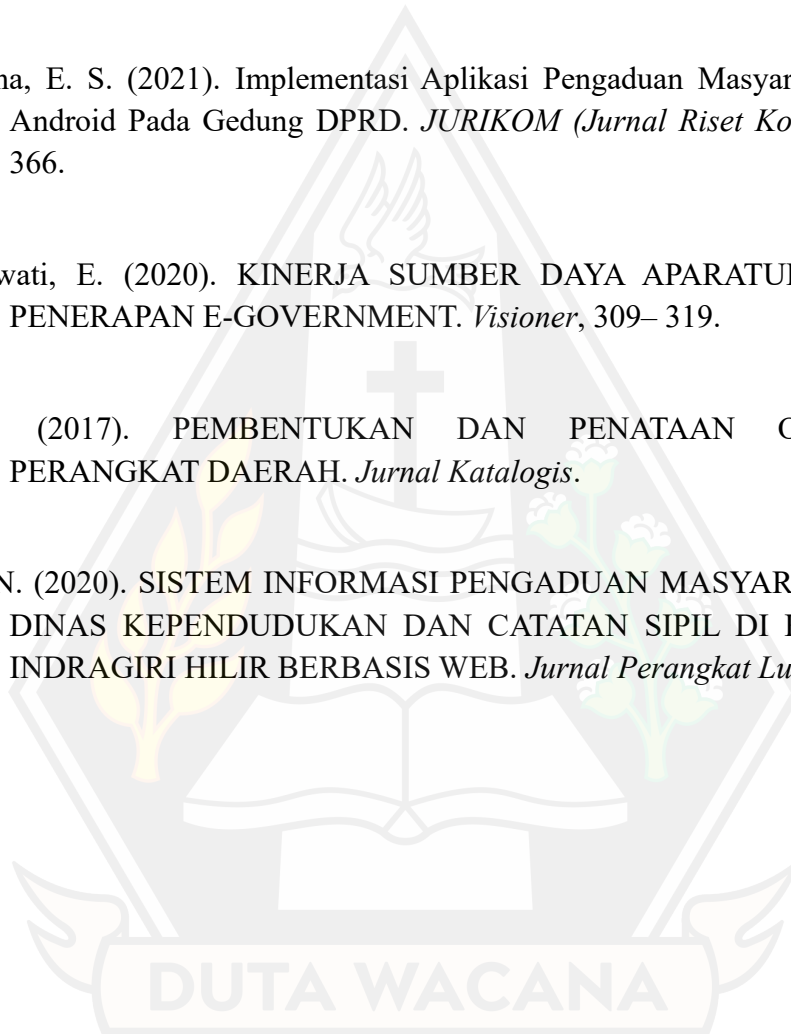 na, E. S. (2021). Implementasi Aplikasi Pengaduan Masyar
Android Pada Gedung DPRD. JURIKOM (Jurnal Riset Ko
366.
wati, E. (2020). KINERJA SUMBER DAYA APARATU
PENERAPAN E-GOVERNMENT. Visioner, 309– 319.
(2017). PEMBENTUKAN DAN PENATAAN O
PERANGKAT DAERAH. Jurnal Katalogis.
N. (2020). SISTEM INFORMASI PENGADUAN MASYAR
DINAS KEPENDUDUKAN DAN CATATAN SIPIL DI
INDRAGIRI HILIR BERBASIS WEB. Jurnal Perangkat Lu
DUTA WACANA